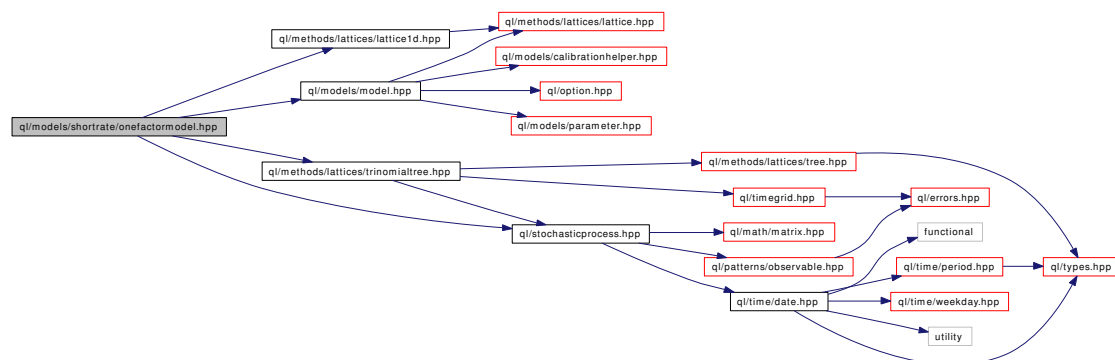 ql/methods/lattices/lattice.hpp
ql/methods/lattices/lattice1d.hpp
ql/models/calibrationhelper.hpp
ql/models/model.hpp
ql/option.hpp
ql/models/shortrate/onefactormodel.hpp
ql/models/parameter.hpp
ql/methods/lattices/tree.hpp
ql/methods/lattices/trinomialtree.hpp
ql/timegrid.hpp
ql/errors.hpp
ql/stochasticprocess.hpp
ql/math/matrix.hpp
functional
ql/patterns/observable.hpp
ql/time/period.hpp
ql/types.hpp
ql/time/date.hpp
ql/time/weekday.hpp
utility